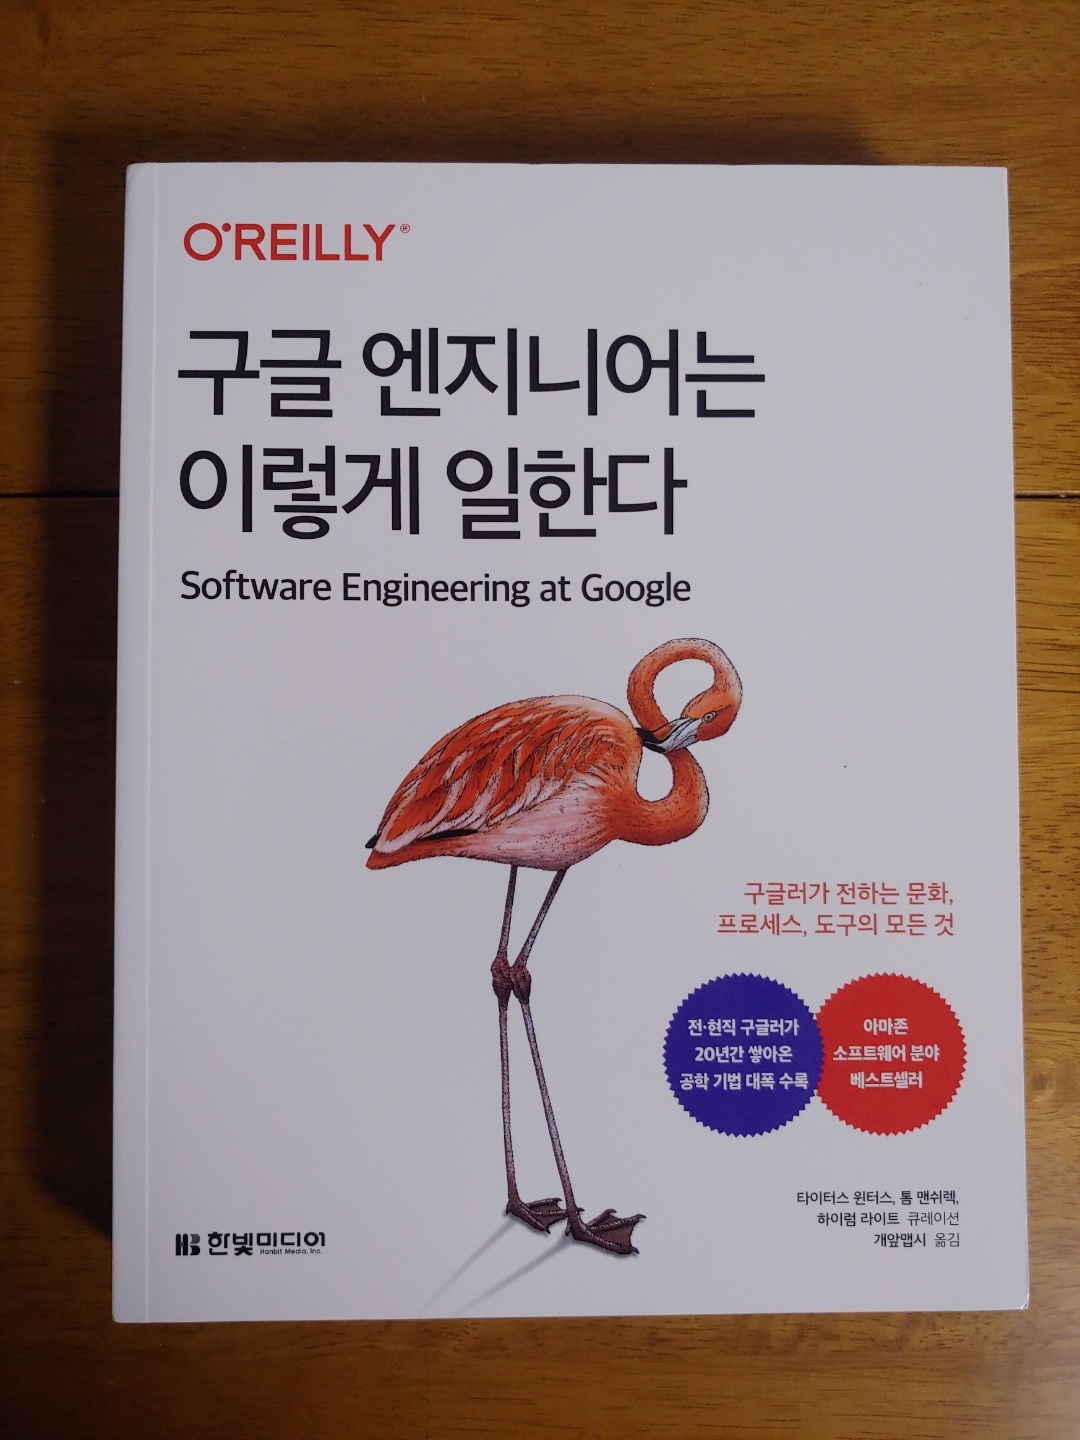 O'REILLY®
구글 엔지니어는
이렇게 일한다
Software Engineering at Google
구글러가 전하는 문화,
프로세스, 도구의 모든 것
전·현직 구글러가
20년간 쌓아온
공학 기법 대폭 수록
아마존
소프트웨어 분야
베스트셀러
타이터스 윈터스, 톰 맨쉬렉,
하이럼 라이트 큐레이션
개앞맵시 옮김
한빛미디어
Hanbit Media, Inc.